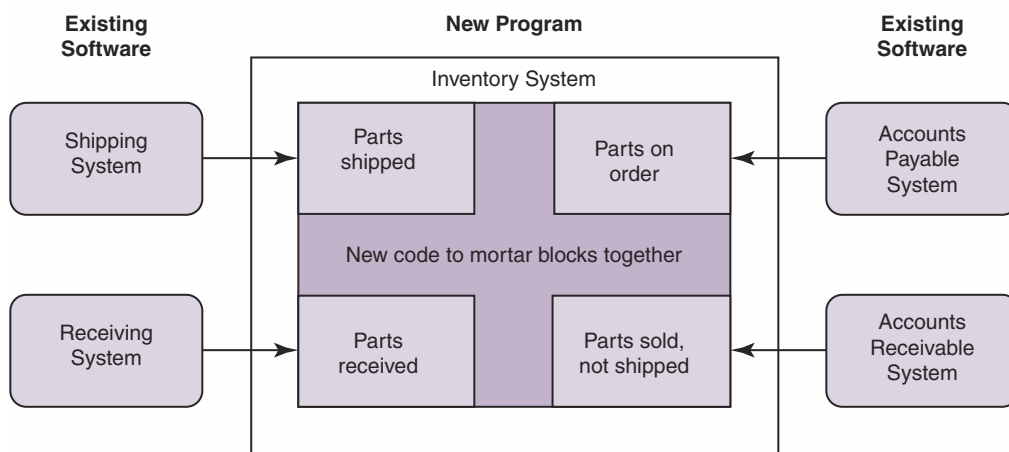 Existing
Software
New Program
Existing
Software
Inventory System
Shipping
System
Parts
shipped
Parts on
order
Accounts
Payable
System
New code to mortar blocks together
Receiving
System
Parts
received
Parts sold,
not shipped
Accounts
Receivable
System